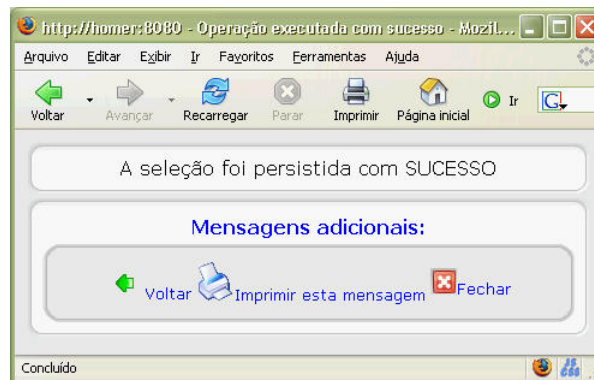 http://homer:8080 - Operação executada com sucesso - Mozil...
Arquivo Editar Exibir Ir Favoritos Ferramentas Ajuda
Voltar Avançar Recarregar Parar Imprimir Página inicial Ir G
A seleção foi persistida com SUCESSO
Mensagens adicionais:
Voltar Imprimir esta mensagem Fechar
Concluído